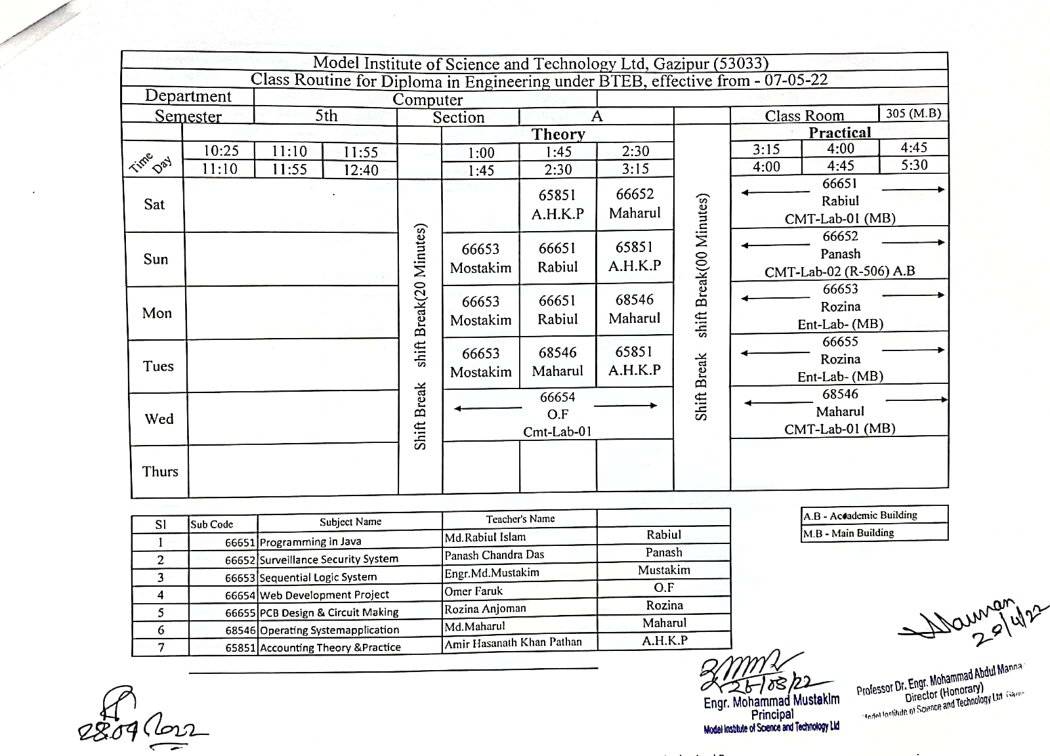 Model Institute of Science and Technology Ltd, Gazipur (53033)
Class Routine for Diploma in Engineering under BTEB, effective from - 07-05-22
Department Computer
Semester 5th Section A Class Room 305 (M.B)
Theory Practical
Time Day 10:25 11:10 11:55 1:00 1:45 2:30 3:15 4:00 4:45
11:10 11:55 12:40 1:45 2:30 3:15 4:00 4:45 5:30
Shift Break shift Break(20 Minutes)
Shift Break shift Break(00 Minutes)
65851 66652 66651
Sat Rabiul
A.H.K.P Maharul CMT-Lab-01 (MB)
66653 66651 65851 66652
Sun Panash
Mostakim Rabiul A.H.K.P CMT-Lab-02 (R-506) A.B
66653 66651 68546 66653
Mon Rozina
Mostakim Rabiul Maharul Ent-Lab- (MB)
66653 68546 65851 66655
Tues Rozina
Mostakim Maharul A.H.K.P Ent-Lab- (MB)
66654 68546
Wed O.F Maharul
Cmt-Lab-01 CMT-Lab-01 (MB)
Thurs
Sl Sub Code Subject Name Teacher's Name
1 66651 Programming in Java Md.Rabiul Islam Rabiul
2 66652 Surveillance Security System Panash Chandra Das Panash
3 66653 Sequential Logic System Engr.Md.Mustakim Mustakim
4 66654 Web Development Project Omer Faruk O.F
5 66655 PCB Design & Circuit Making Rozina Anjoman Rozina
6 68546 Operating Systemapplication Md.Maharul Maharul
7 65851 Accounting Theory &Practice Amir Hasanath Khan Pathan A.H.K.P
A.B - Academic Building
M.B - Main Building
Engr. Mohammad Mustakim
Principal
Model Institute of Science and Technology Ltd
Professor Dr. Engr. Mohammad Abdul Manna
Director (Honorary)
Model Institute of Science and Technology Ltd